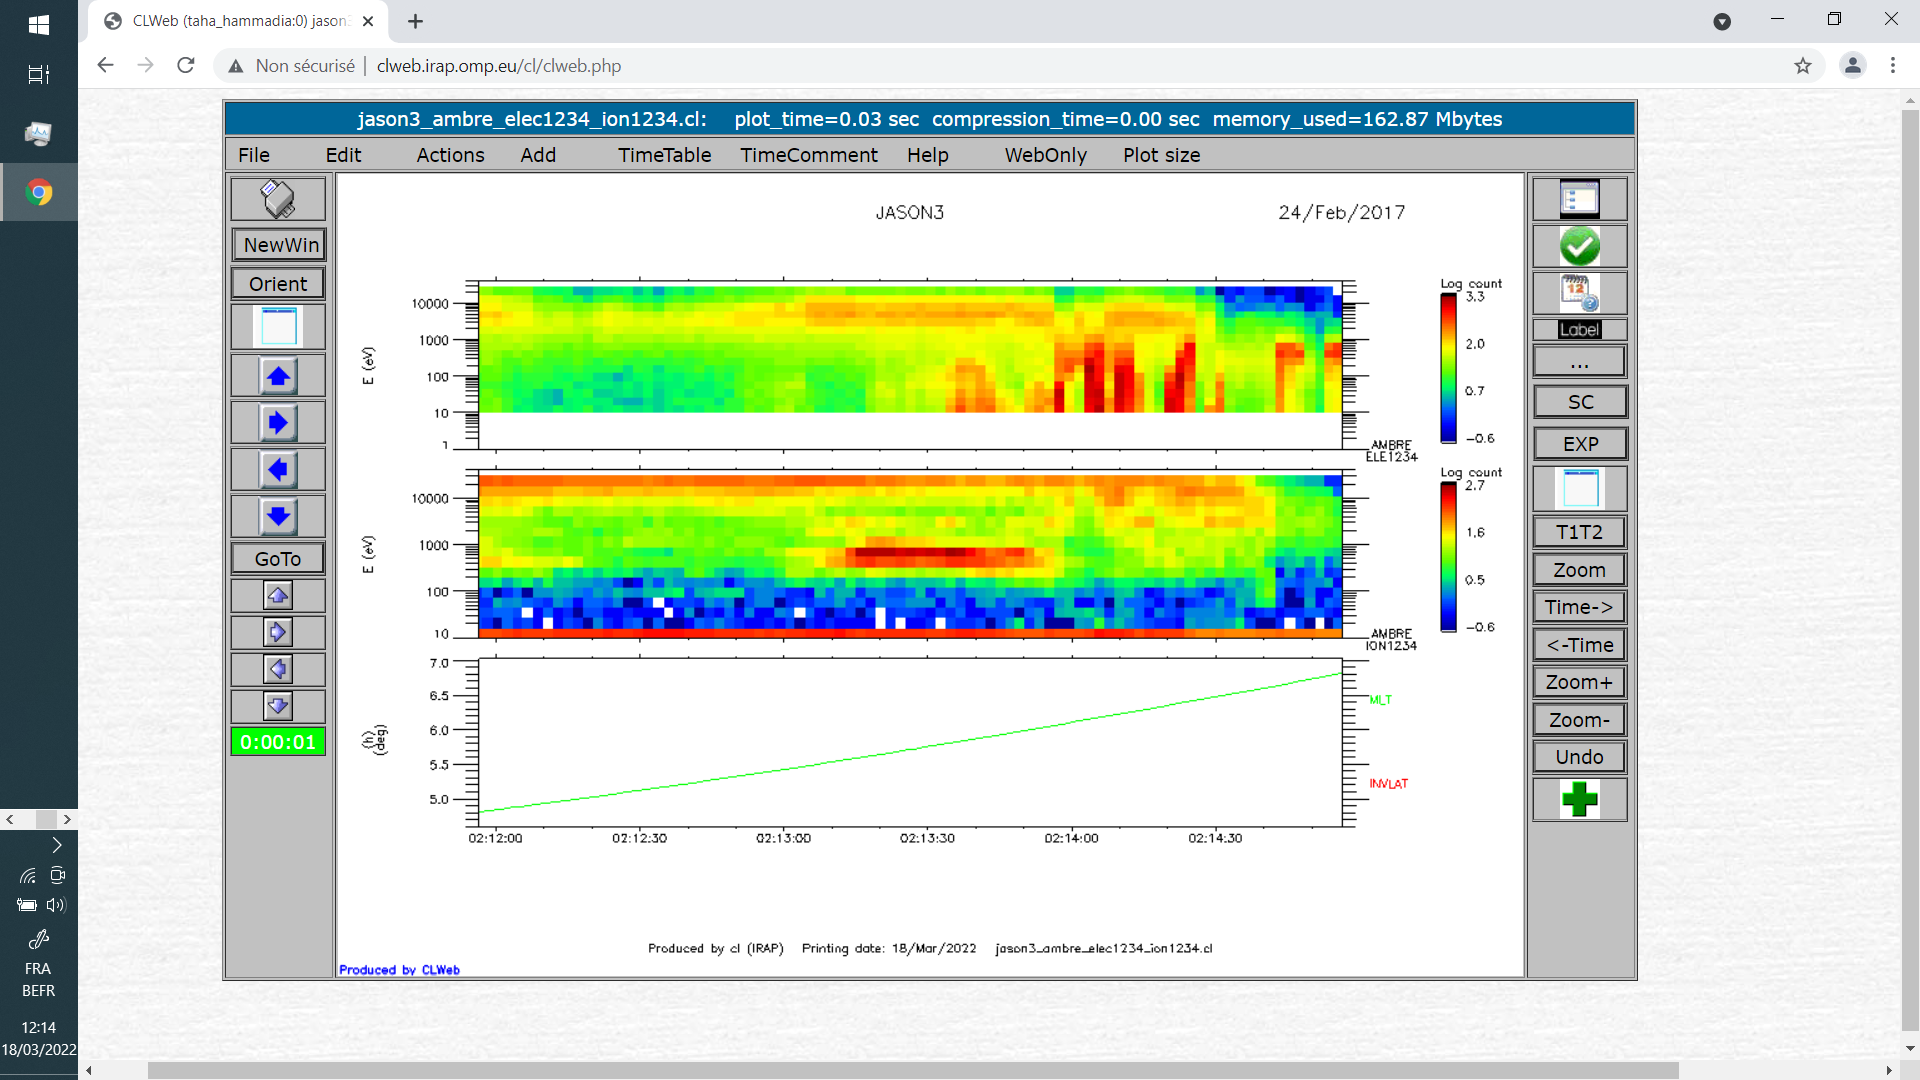 CLWeb (taha_hammadia:0) jason3
Non sécurisé | clweb.irap.omp.eu/cl/clweb.php
jason3_ambre_elec1234_ion1234.cl: plot_time=0.03 sec compression_time=0.00 sec memory_used=162.87 Mbytes
File Edit Actions Add TimeTable TimeComment Help WebOnly Plot size
NewWin
Orient
GoTo
0:00:01
JASON3 24/Feb/2017
E (eV)
10000
1000
100
10
1
Log count
3.3
2.0
0.7
-0.6
AMBRE
ELE1234
E (eV)
10000
1000
100
10
Log count
2.7
1.6
0.5
-0.6
AMBRE
ION1234
(h)
(deg)
7.0
6.5
6.0
5.5
5.0
MLT
INVLAT
02:12:00 02:12:30 02:13:00 02:13:30 02:14:00 02:14:30
Produced by cl (IRAP) Printing date: 18/Mar/2022 jason3_ambre_elec1234_ion1234.cl
Produced by CLWeb
12
Label
...
SC
EXP
T1T2
Zoom
Time->
<-Time
Zoom+
Zoom-
Undo
FRA
BEFR
12:14
18/03/2022